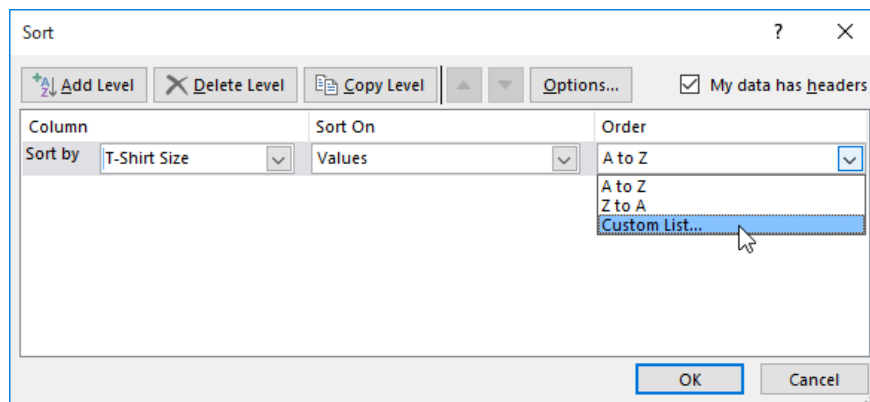 Sort ?
Add Level Delete Level Copy Level Options... My data has headers
Column Sort On Order
Sort by T-Shirt Size Values A to Z
A to Z
Z to A
Custom List...
OK Cancel